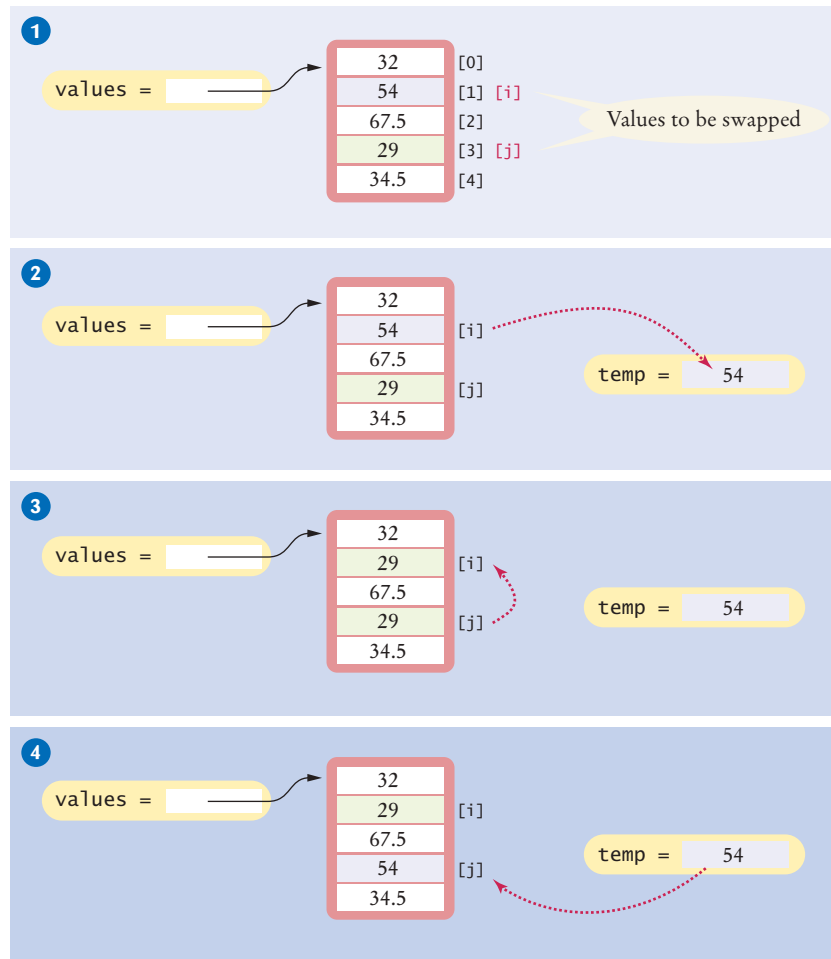 1
32 [0]
values = 54 [1] [i]
67.5 [2] Values to be swapped
29 [3] [j]
34.5 [4]
2
32
values = 54 [i]
67.5
temp = 54
29 [j]
34.5
3
32
values = 29 [i]
67.5
temp = 54
29 [j]
34.5
4
32
values = 29 [i]
67.5
temp = 54
54 [j]
34.5